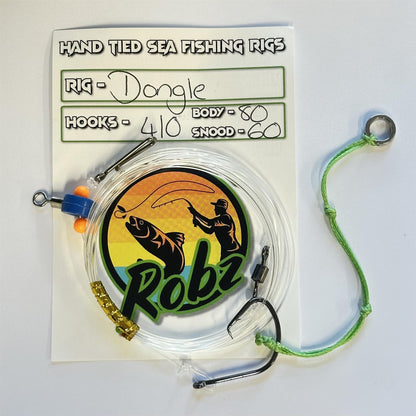 HAND TIED SEA FISHING RIGS
RIG - Dongle
HOOKS - 4/0 BODY - 80
SNOOD - 60
Robz